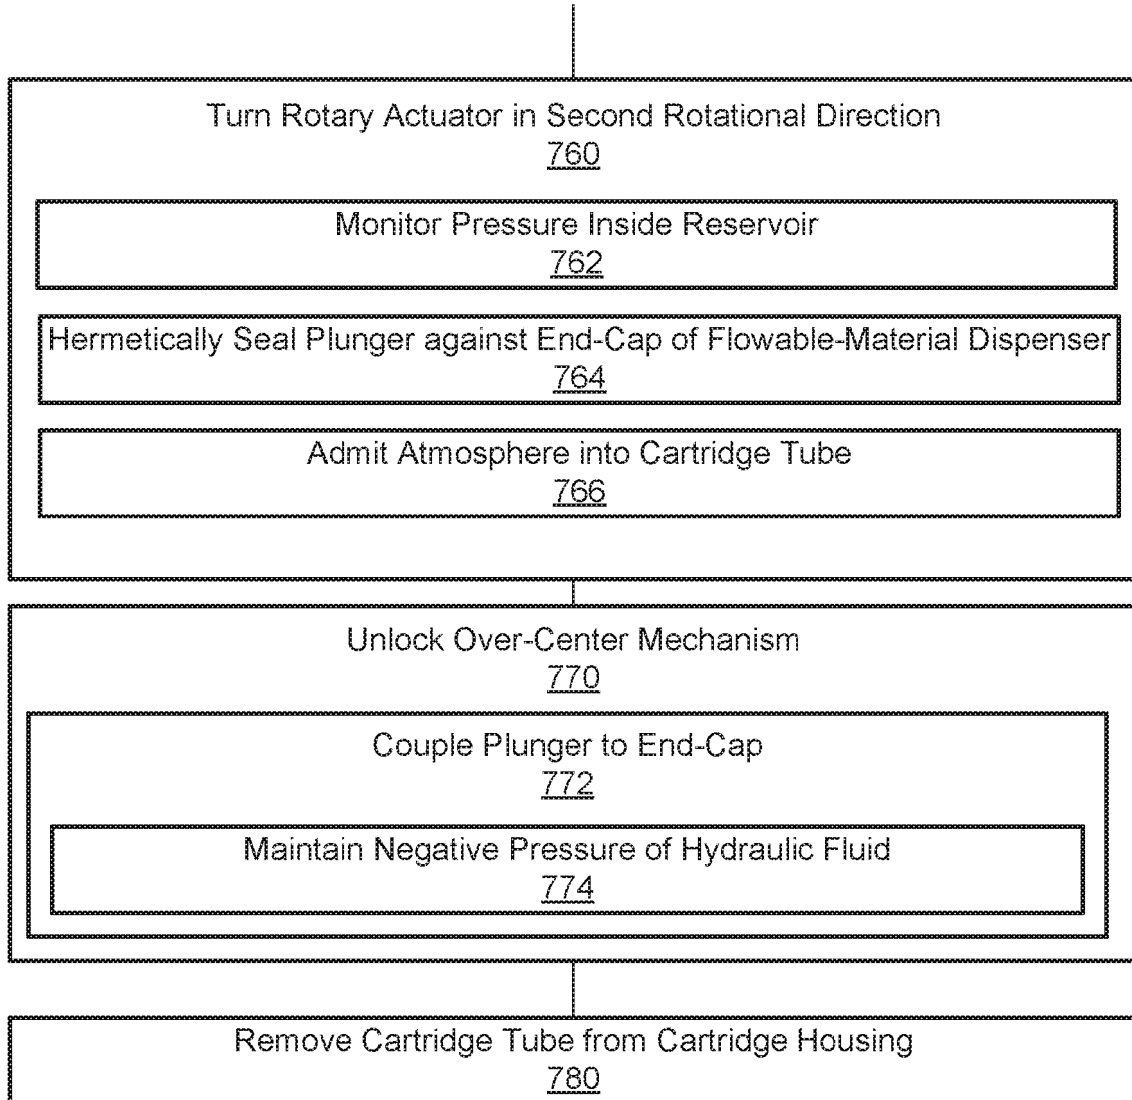 Turn Rotary Actuator in Second Rotational Direction
760
Monitor Pressure Inside Reservoir
762
Hermetically Seal Plunger against End-Cap of Flowable-Material Dispenser
764
Admit Atmosphere into Cartridge Tube
766
Unlock Over-Center Mechanism
770
Couple Plunger to End-Cap
772
Maintain Negative Pressure of Hydraulic Fluid
774
Remove Cartridge Tube from Cartridge Housing
780